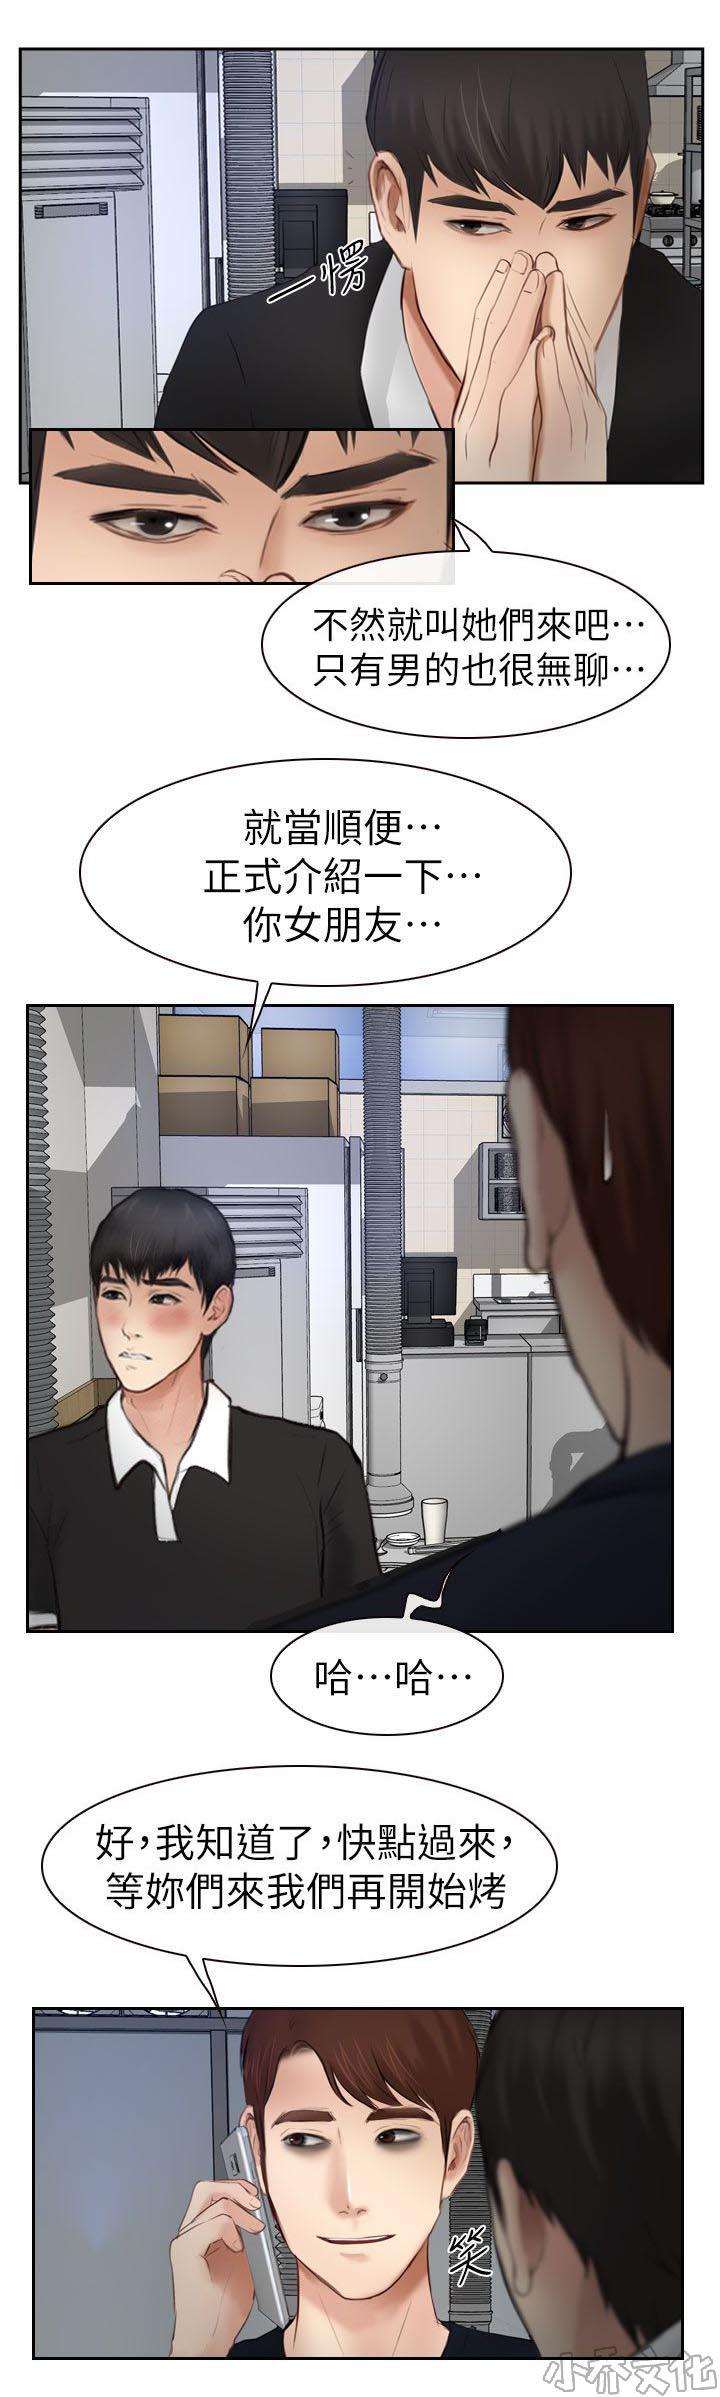 一愣
不然就叫她們來吧⋯
只有男的也很無聊⋯
就當順便⋯
正式介紹一下⋯
你女朋友⋯
哈⋯哈⋯
好，我知道了，快點過來，
等妳們來我們再開始烤
笑
小乔文化